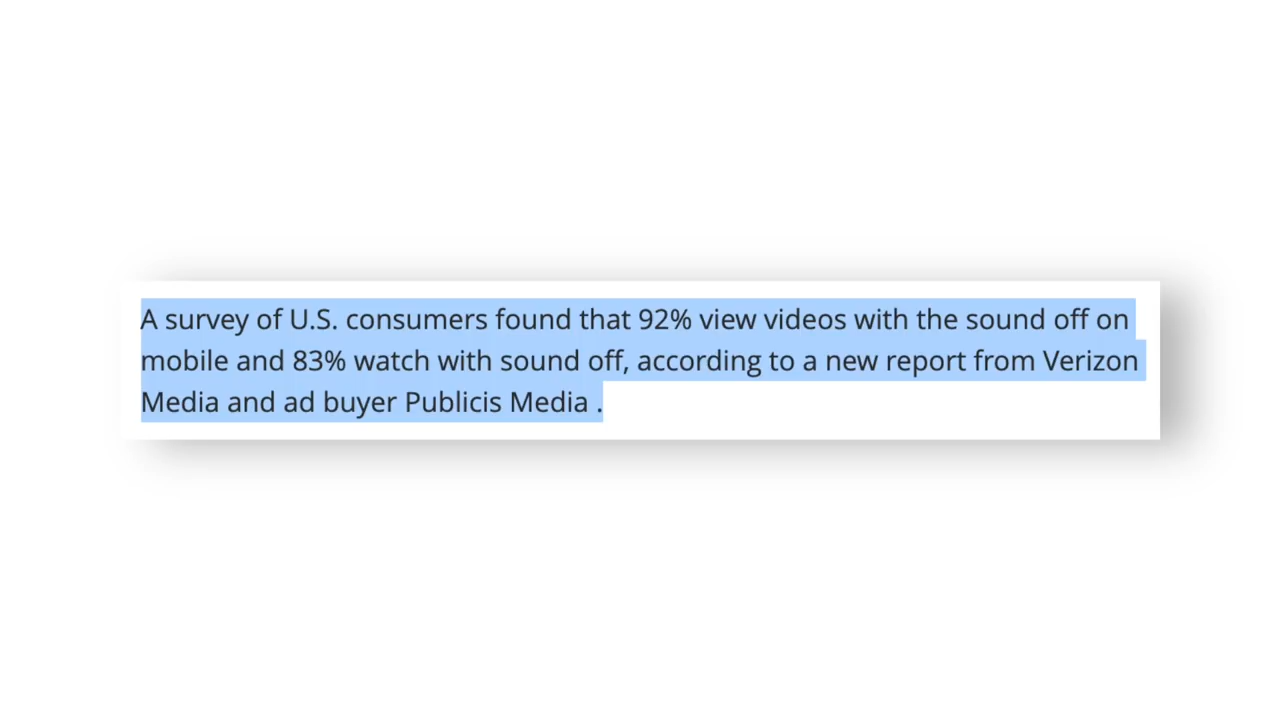 A survey of U.S. consumers found that 92% view videos with the sound off on
mobile and 83% watch with sound off, according to a new report from Verizon
Media and ad buyer Publicis Media .